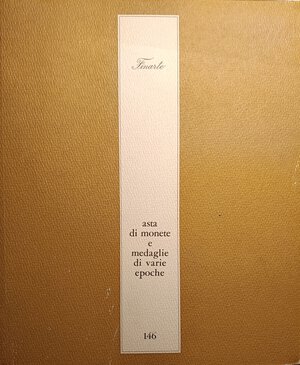 Finarte
asta
di monete
e
medaglie
di varie
epoche
146